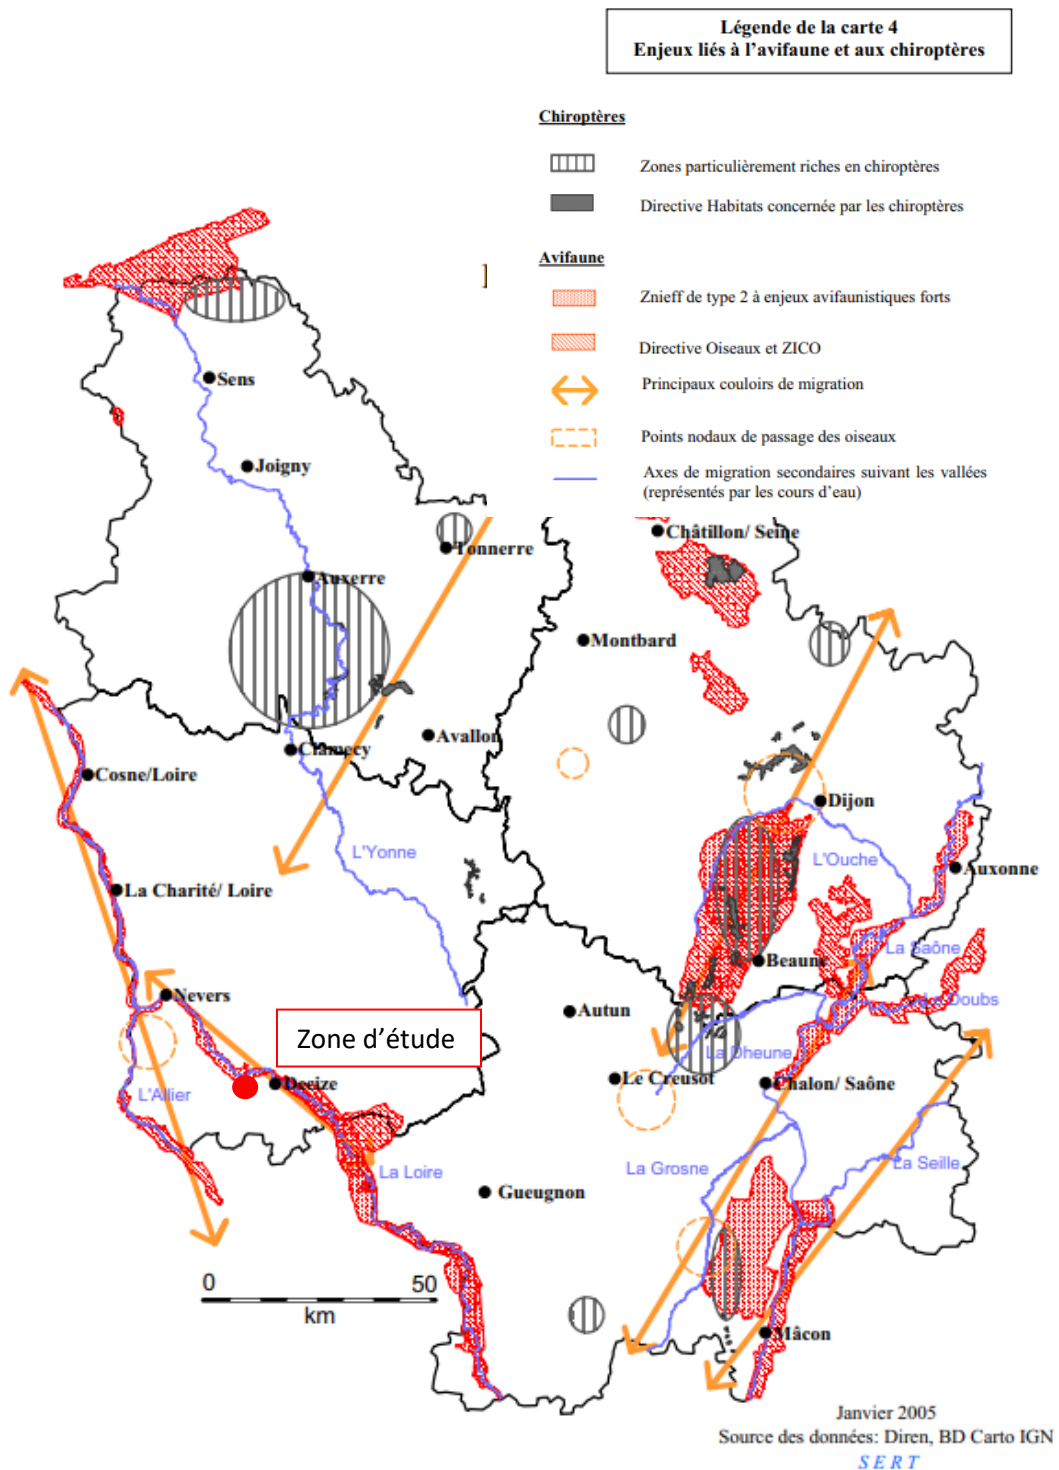 Légende de la carte 4
Enjeux liés à l'avifaune et aux chiroptères
Chiroptères
Zones particulièrement riches en chiroptères
Directive Habitats concernée par les chiroptères
Avifaune
Znieff de type 2 à enjeux avifaunistiques forts
Directive Oiseaux et ZICO
Principaux couloirs de migration
Points nodaux de passage des oiseaux
Axes de migration secondaires suivant les vallées
(représentés par les cours d'eau)
Sens
Joigny
Tonnerre
Châtillon/ Seine
Auxerre
Montbard
Avallon
Clamecy
Cosne/Loire
Dijon
L'Yonne
L'Ouche
Auxonne
La Charité/ Loire
La Saône
Beaune
Nevers
Le Doubs
Autun
Zone d'étude
La Dheune
Le Creusot
Decize
Chalon/ Saône
L'Allier
La Loire
La Grosne
La Seille
Gueugnon
0 50
km
Mâcon
Janvier 2005
Source des données: Diren, BD Carto IGN
SERT